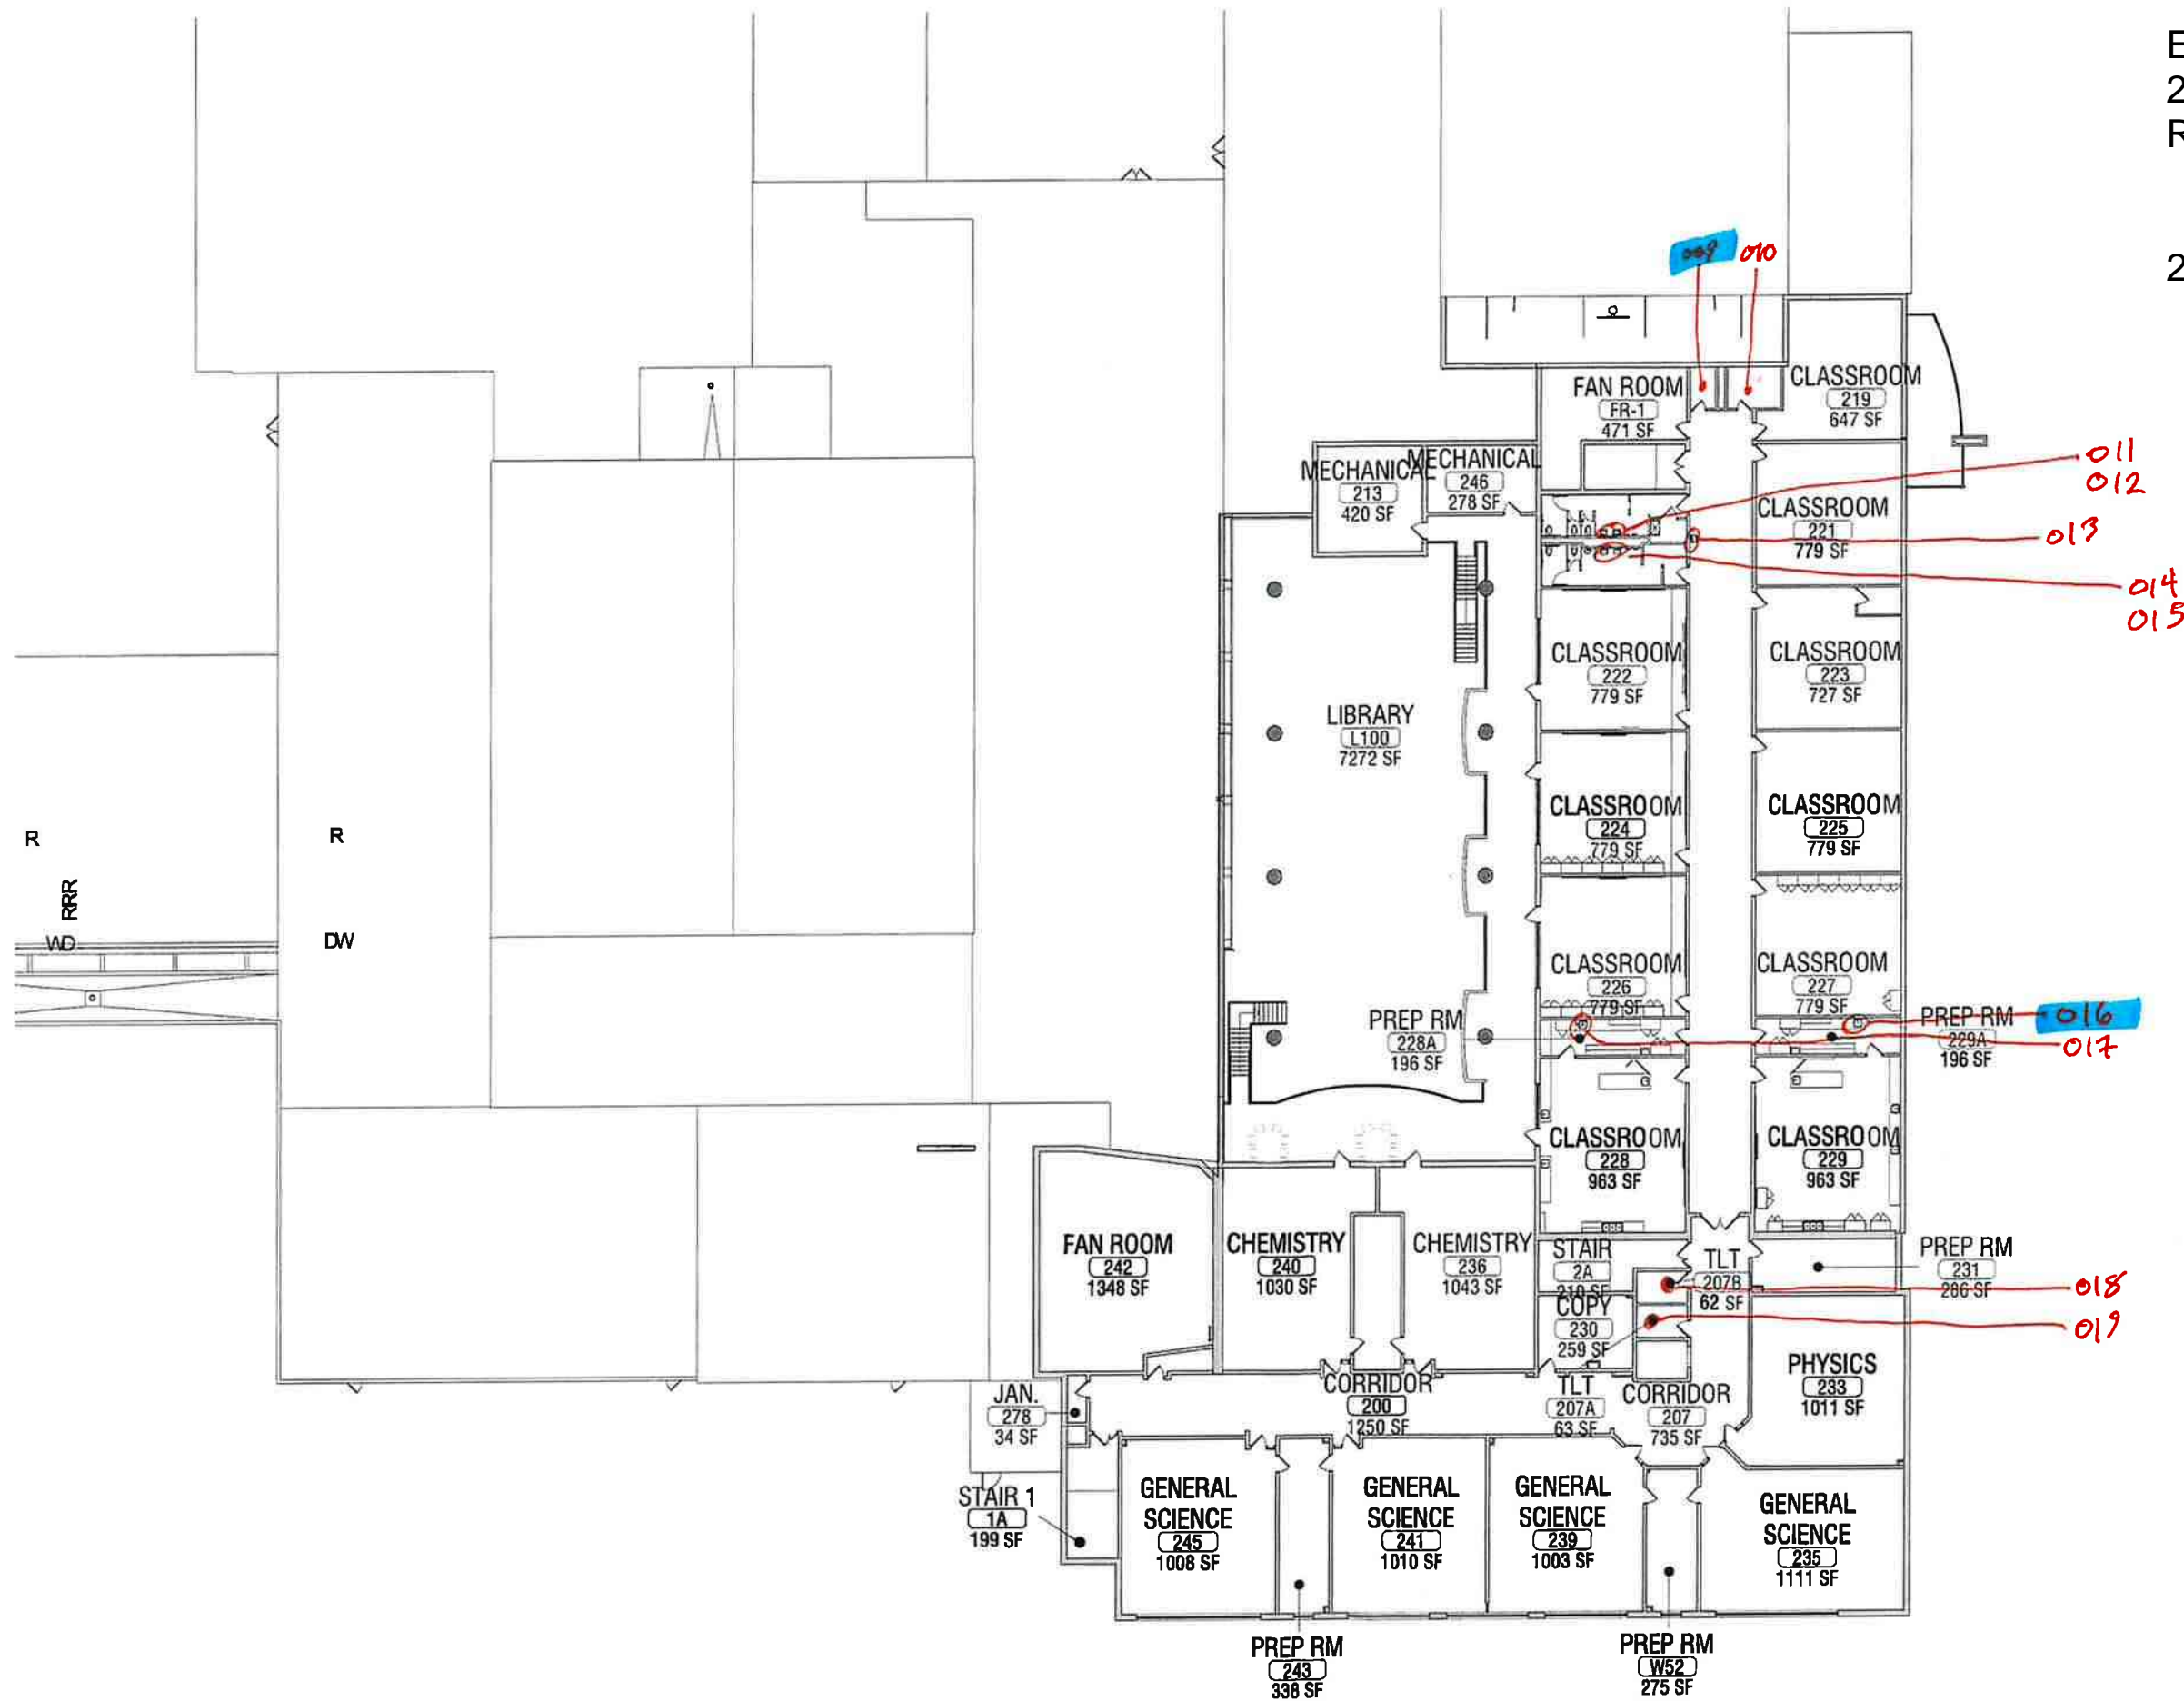 E
2
R
2
009 010
FAN ROOM
FR-1
471 SF
CLASSROOM
219
647 SF
MECHANICAL
213
420 SF
MECHANICAL
246
278 SF
011
012
CLASSROOM
221
779 SF
013
014
015
CLASSROOM
222
779 SF
CLASSROOM
223
727 SF
LIBRARY
L100
7272 SF
CLASSROOM
224
779 SF
CLASSROOM
225
779 SF
R
R
RRR
WD
DW
CLASSROOM
226
779 SF
CLASSROOM
227
779 SF
PREP RM
228A
196 SF
PREP RM
229A
196 SF
016
017
CLASSROOM
228
963 SF
CLASSROOM
229
963 SF
FAN ROOM
242
1348 SF
CHEMISTRY
240
1030 SF
CHEMISTRY
236
1043 SF
STAIR
2A
210 SF
TLT
207B
62 SF
PREP RM
231
286 SF
018
COPY
230
259 SF
019
PHYSICS
233
1011 SF
JAN.
278
34 SF
CORRIDOR
200
1250 SF
TLT
207A
63 SF
CORRIDOR
207
735 SF
STAIR 1
1A
199 SF
GENERAL
SCIENCE
245
1008 SF
GENERAL
SCIENCE
241
1010 SF
GENERAL
SCIENCE
239
1003 SF
GENERAL
SCIENCE
235
1111 SF
PREP RM
243
338 SF
PREP RM
W52
275 SF